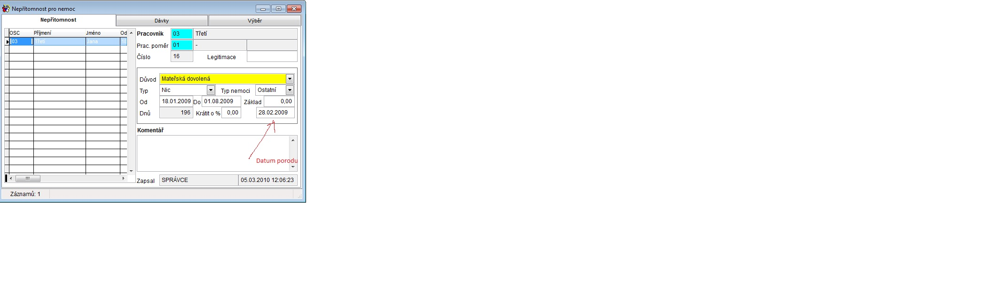 Nepřítomnost pro nemoc
Nepřítomnost Dávky Výběr
OSC Příjmení Jméno Od
03 Třetí Jana 18
Pracovník 03 Třetí
Prac. poměr 01 -
Číslo 16 Legitimace
Důvod Mateřská dovolená
Typ Nic Typ nemoci Ostatní
Od 18.01.2009 Do 01.08.2009 Základ 0,00
Dnů 196 Krátit o % 0,00 28.02.2009
Komentář
Datum porodu
Zapsal SPRÁVCE 05.03.2010 12:06:23
Záznamů: 1